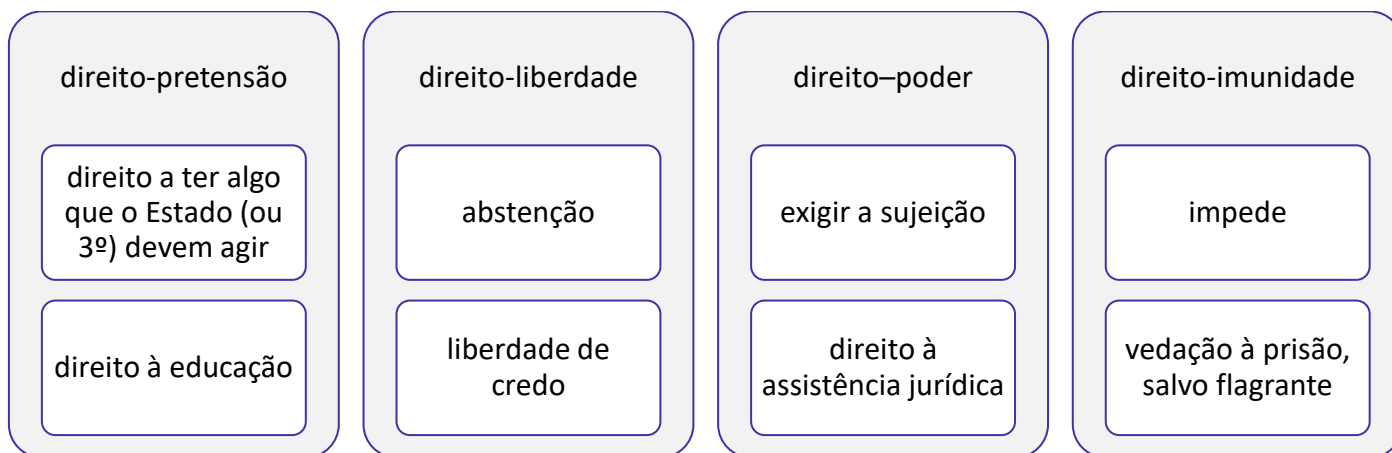 direito-pretensão
direito a ter algo
que o Estado (ou
3º) devem agir
direito à educação
direito-liberdade
abstenção
liberdade de
credo
direito–poder
exigir a sujeição
direito à
assistência jurídica
direito-imunidade
impede
vedação à prisão,
salvo flagrante